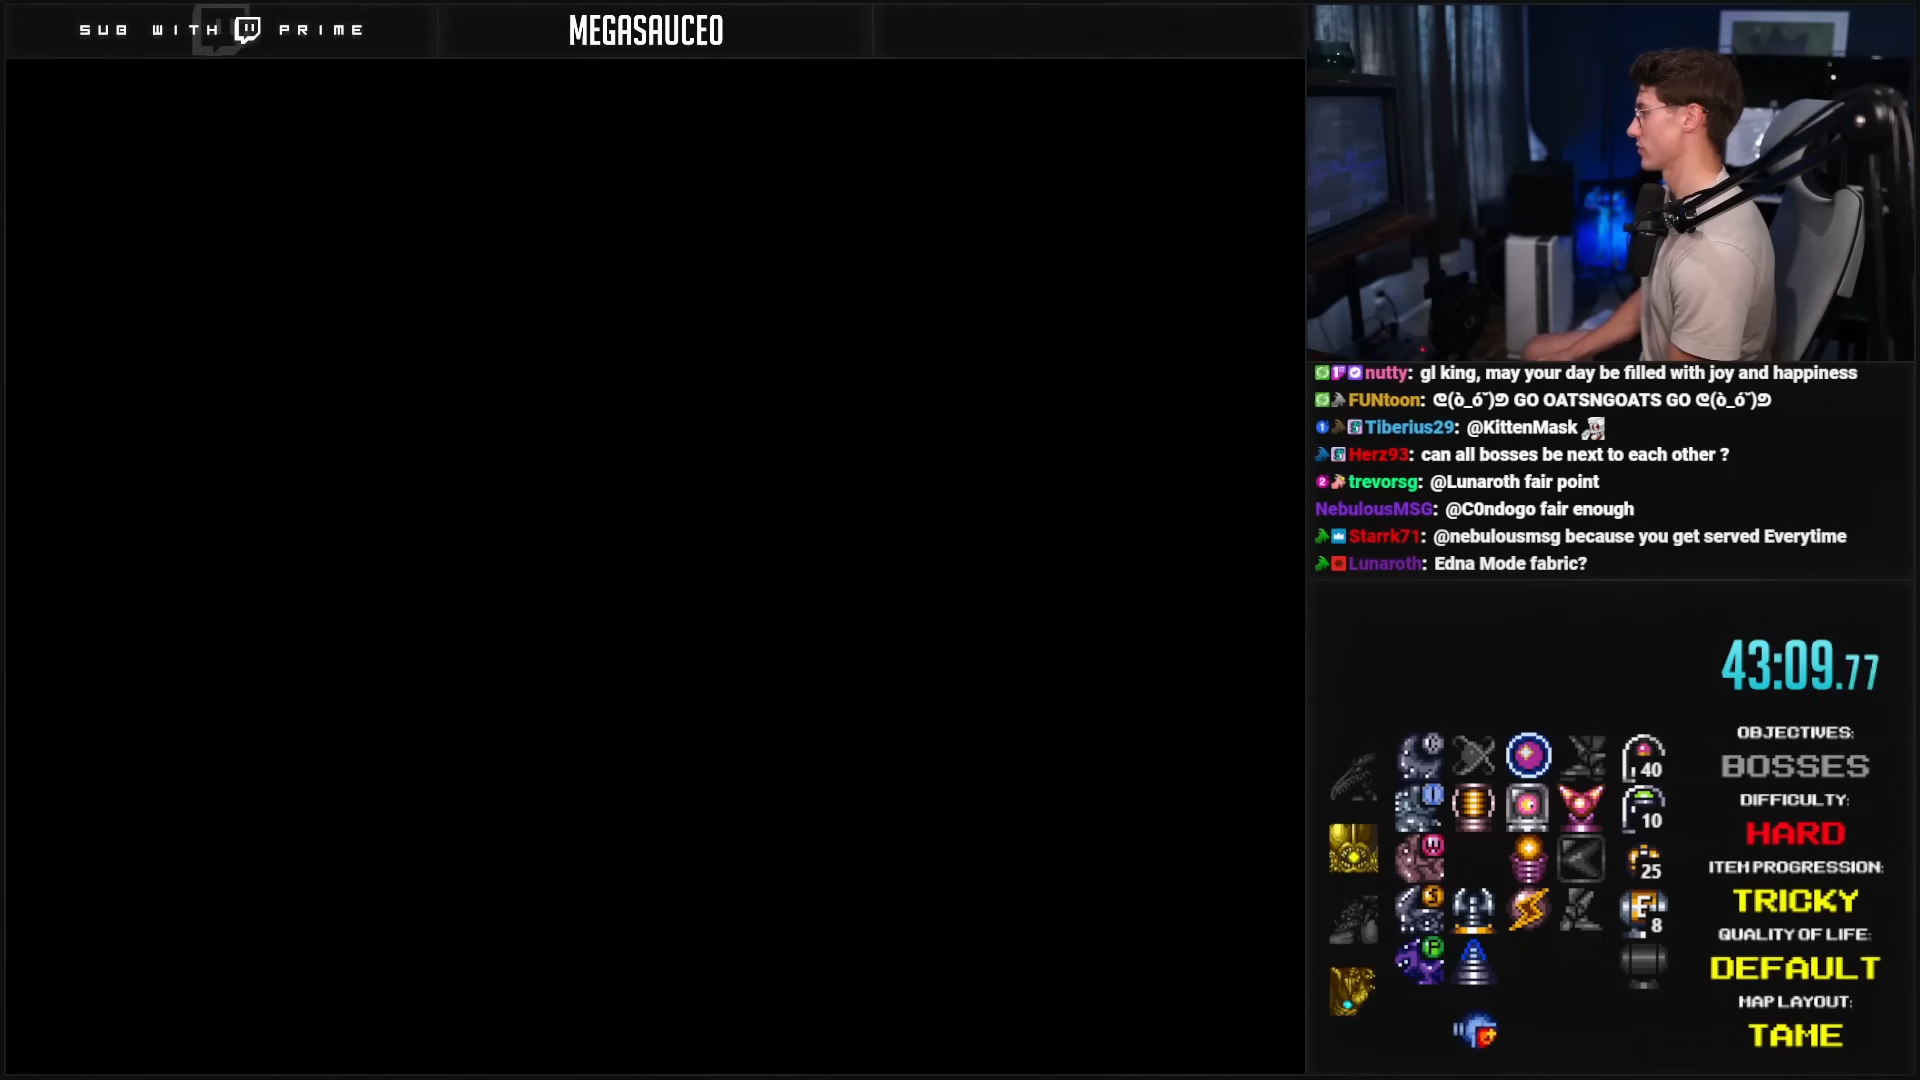 SUB WITH PRIME
MEGASAUCEO
nutty: gl king, may your day be filled with joy and happiness
FUNtoon: ᕙ(ò_óˇ)ᕗ GO OATSNGOATS GO ᕙ(ò_óˇ)ᕗ
Tiberius29: @KittenMask
Herz93: can all bosses be next to each other ?
trevorsg: @Lunaroth fair point
NebulousMSG: @C0ndogo fair enough
Starrk71: @nebulousmsg because you get served Everytime
Lunaroth: Edna Mode fabric?
43:09.77
OBJECTIVES:
BOSSES
DIFFICULTY:
HARD
ITEM PROGRESSION:
TRICKY
QUALITY OF LIFE:
DEFAULT
MAP LAYOUT:
TAME
40
10
25
8